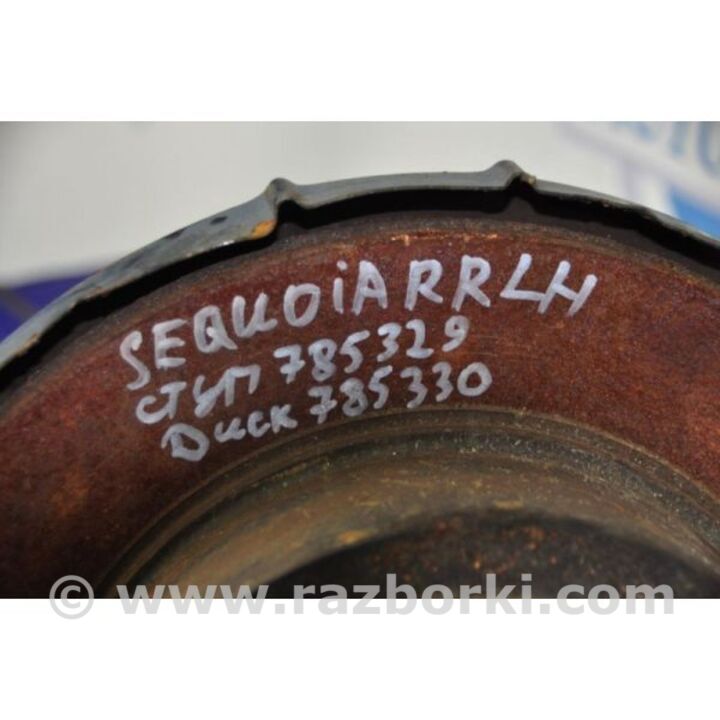 SEQUOiA RR LH
СТУП 785329
Диск 785330
© www.razborki.com